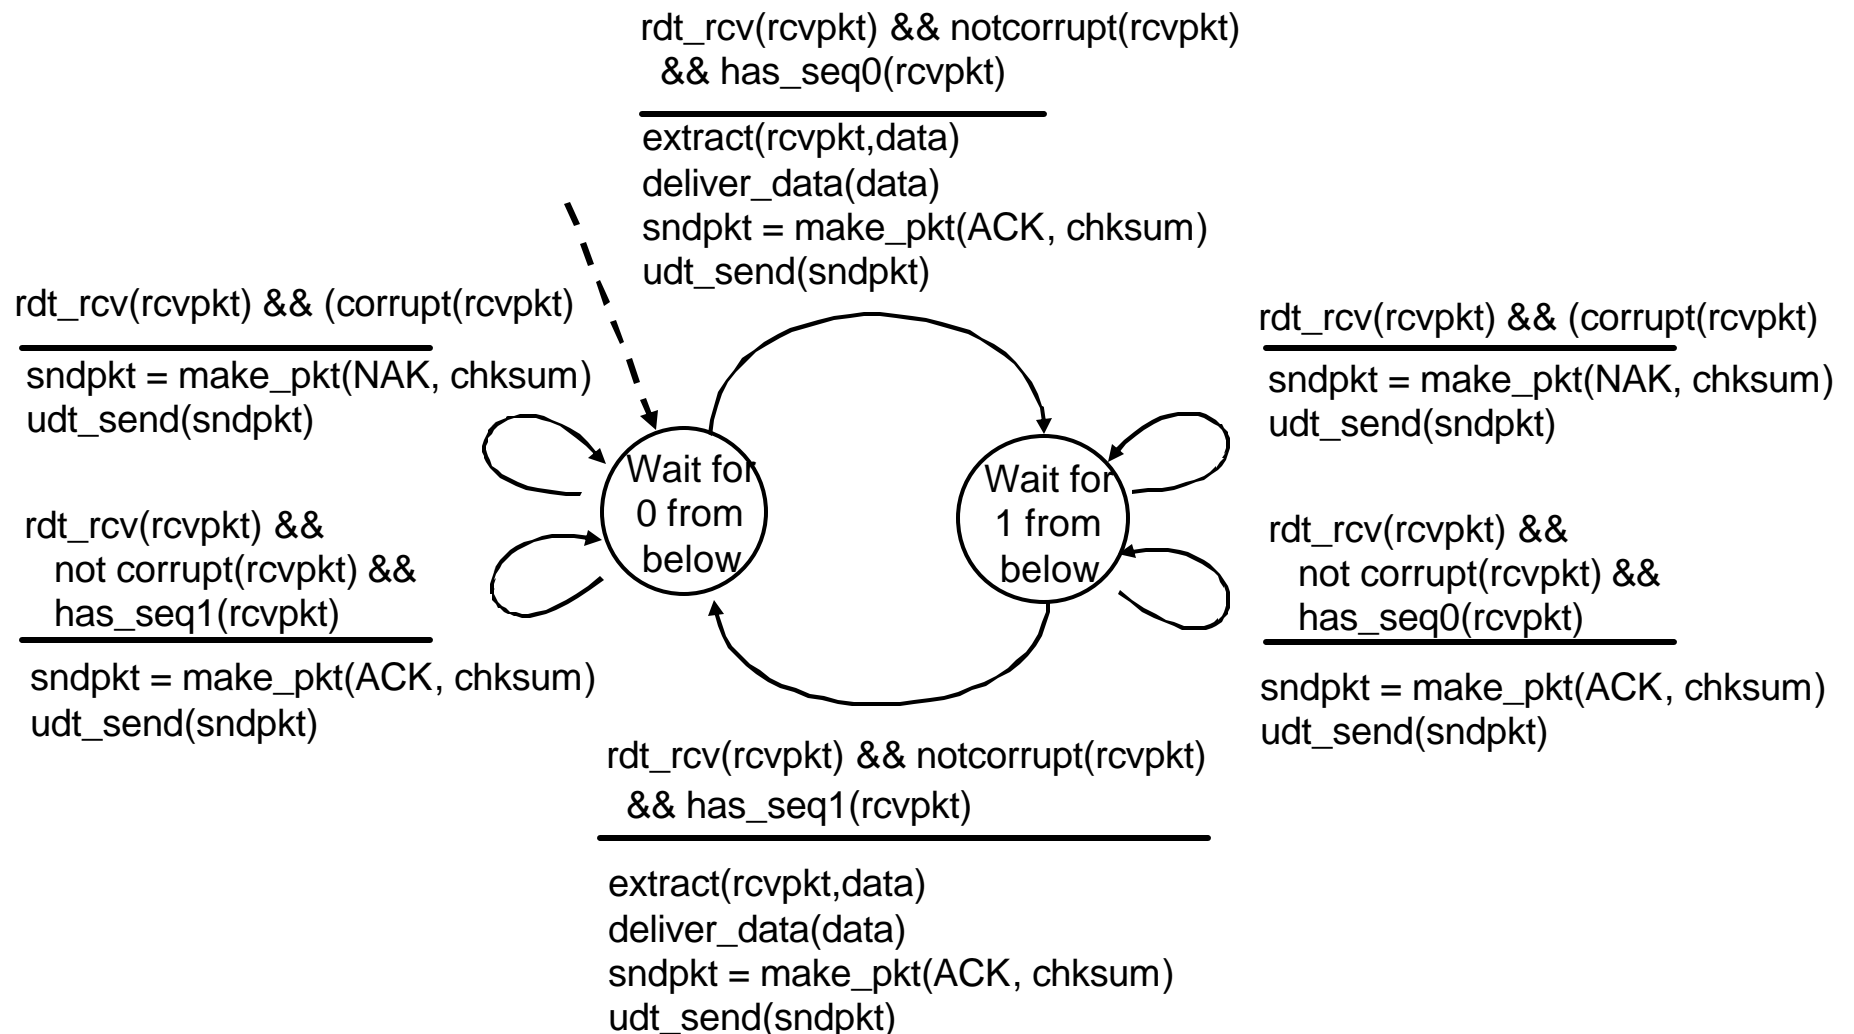 rdt_rcv(rcvpkt) && notcorrupt(rcvpkt)
&& has_seq0(rcvpkt)
extract(rcvpkt,data)
deliver_data(data)
sndpkt = make_pkt(ACK, chksum)
udt_send(sndpkt)
rdt_rcv(rcvpkt) && (corrupt(rcvpkt)
sndpkt = make_pkt(NAK, chksum)
udt_send(sndpkt)
rdt_rcv(rcvpkt) &&
not corrupt(rcvpkt) &&
has_seq1(rcvpkt)
sndpkt = make_pkt(ACK, chksum)
udt_send(sndpkt)
Wait for
0 from
below
Wait for
1 from
below
rdt_rcv(rcvpkt) && (corrupt(rcvpkt)
sndpkt = make_pkt(NAK, chksum)
udt_send(sndpkt)
rdt_rcv(rcvpkt) &&
not corrupt(rcvpkt) &&
has_seq0(rcvpkt)
sndpkt = make_pkt(ACK, chksum)
udt_send(sndpkt)
rdt_rcv(rcvpkt) && notcorrupt(rcvpkt)
&& has_seq1(rcvpkt)
extract(rcvpkt,data)
deliver_data(data)
sndpkt = make_pkt(ACK, chksum)
udt_send(sndpkt)